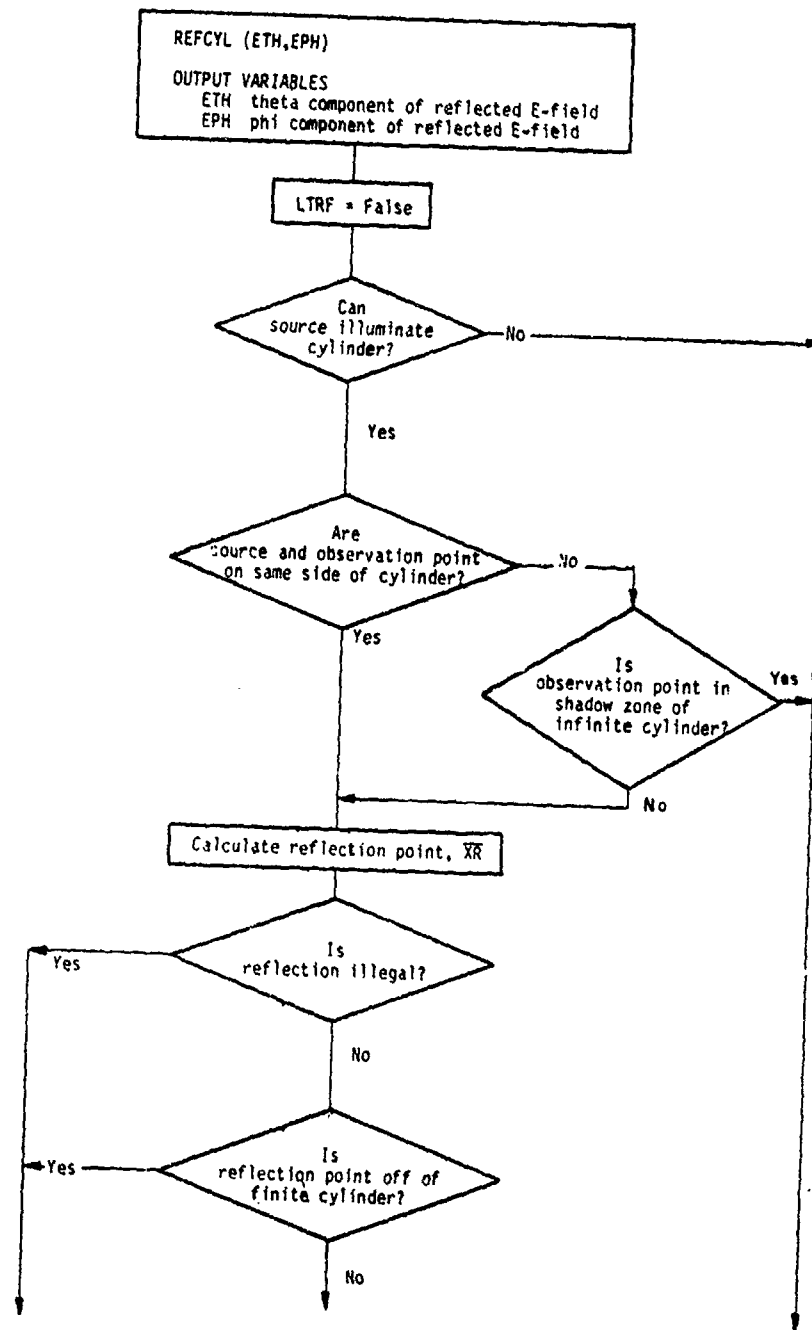 REFCYL (ETH,EPH)
OUTPUT VARIABLES
ETH theta component of reflected E-field
EPH phi component of reflected E-field
LTRF = False
Can
source illuminate
cylinder?
No
Yes
Are
source and observation point
on same side of cylinder?
No
Yes
Is
observation point in
shadow zone of
infinite cylinder?
Yes
No
Calculate reflection point, X̅R̅
Is
reflection illegal?
Yes
No
Is
reflection point off of
finite cylinder?
Yes
No